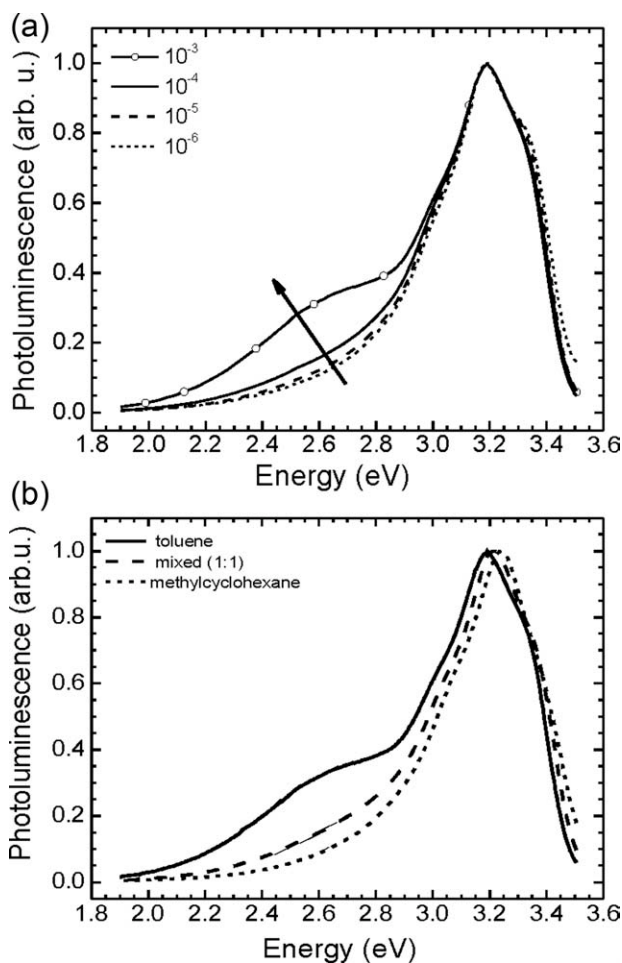 (a)
10⁻³
10⁻⁴
10⁻⁵
10⁻⁶
Photoluminescence (arb. u.)
1.0
0.8
0.6
0.4
0.2
0.0
1.8 2.0 2.2 2.4 2.6 2.8 3.0 3.2 3.4 3.6
Energy (eV)
(b)
toluene
mixed (1:1)
methylcyclohexane
Photoluminescence (arb.u.)
1.0
0.8
0.6
0.4
0.2
0.0
1.8 2.0 2.2 2.4 2.6 2.8 3.0 3.2 3.4 3.6
Energy (eV)